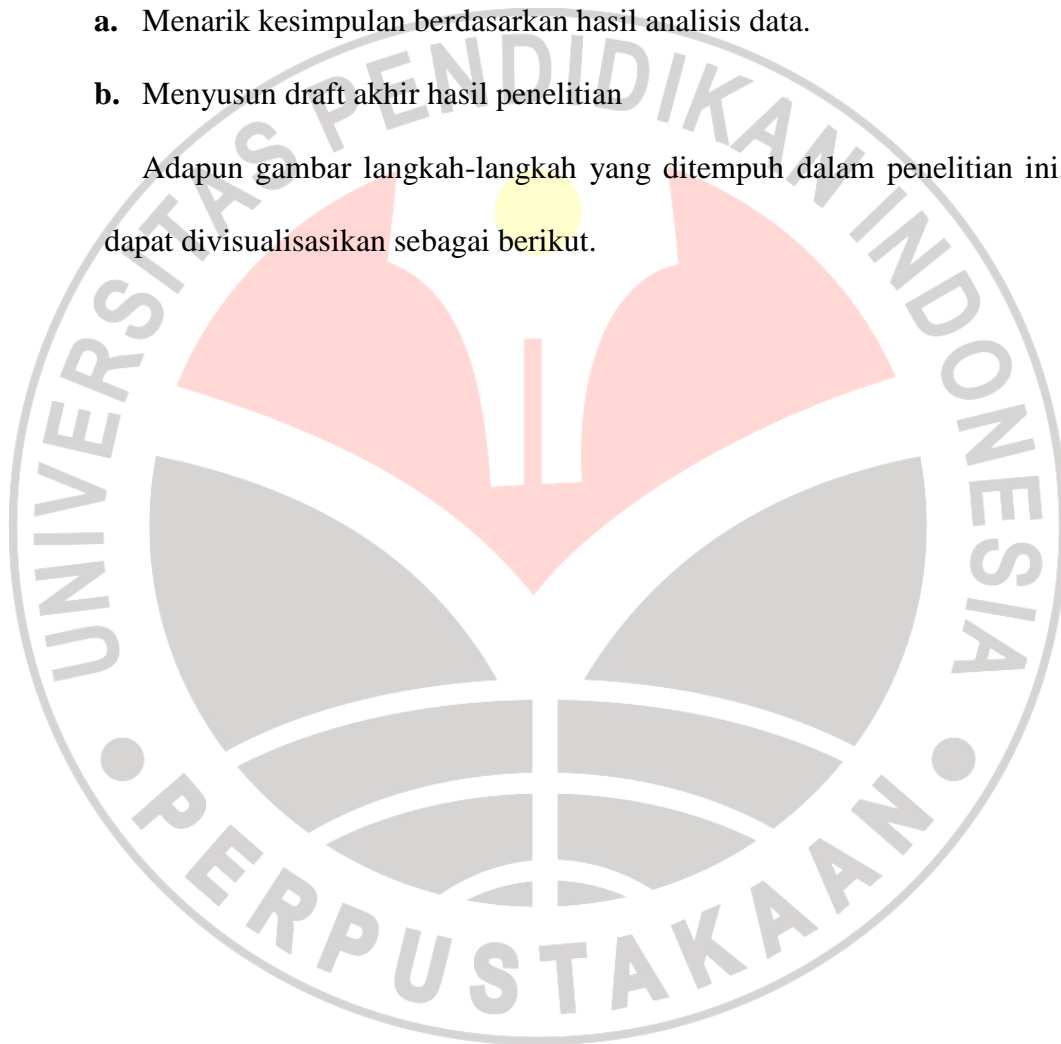 a. Menarik kesimpulan berdasarkan hasil analisis data.
b. Menyusun draft akhir hasil penelitian
Adapun gambar langkah-langkah yang ditempuh dalam penelitian ini.
dapat divisualisasikan sebagai berikut.
UNIVERSITAS PENDIDIKAN INDONESIA
PERPUSTAKAAN